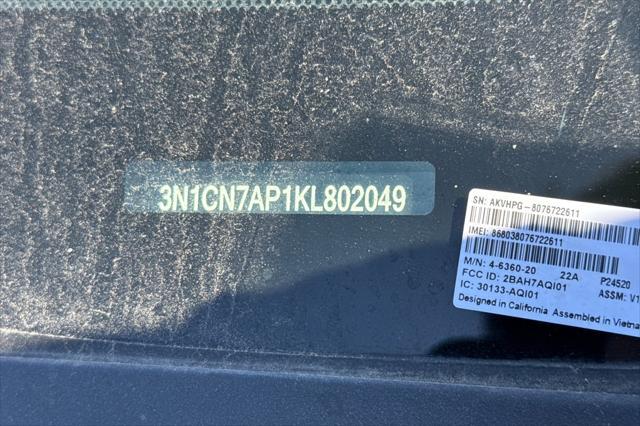 3N1CN7AP1KL802049
SN: AKVHPG-8076722611
IMEI: 868038076722611
M/N: 4-6360-20 22A P24520
FCC ID: 2BAH7AQI01 ASSM: V1
IC: 30133-AQI01
Designed in California Assembled in Vietna